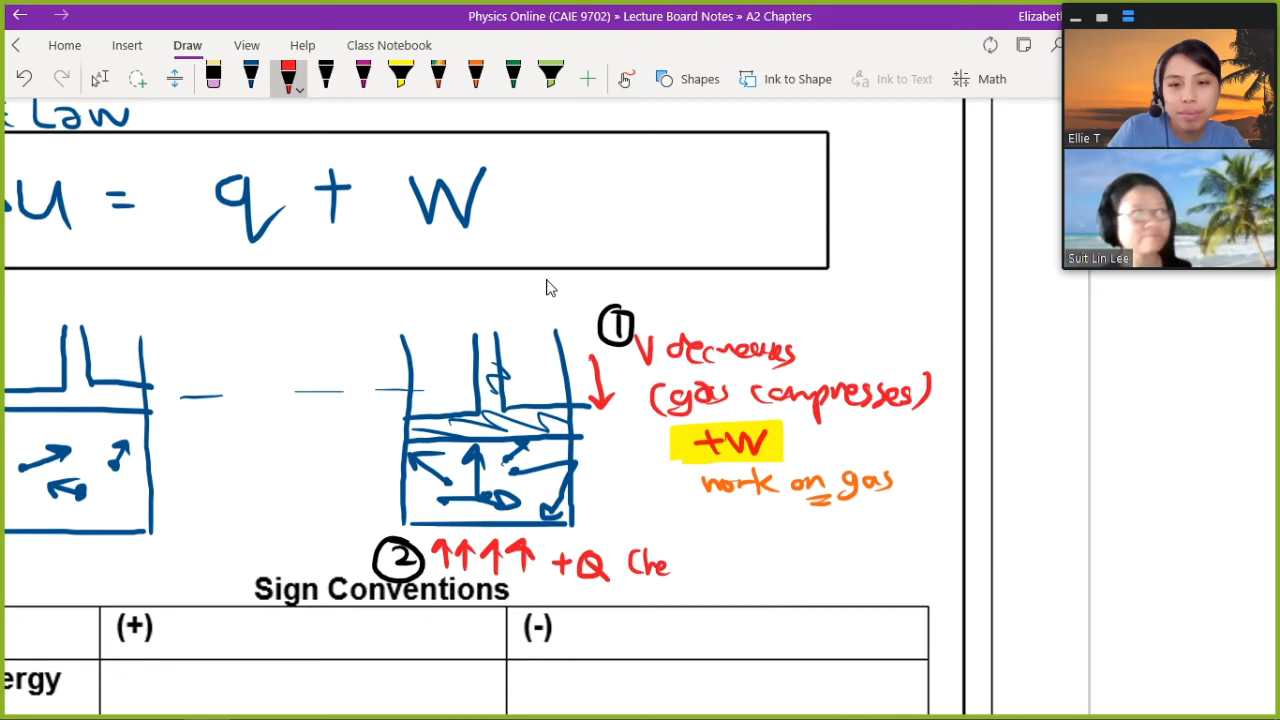 Physics Online (CAIE 9702) » Lecture Board Notes » A2 Chapters
Elizabeth
Home Insert Draw View Help Class Notebook
Shapes Ink to Shape Ink to Text Math
Ellie T
Suit Lin Lee
Law
u = q + W
① V decreases
(gas compresses)
+W
work on gas
② ↑↑↑↑ +Q (he
Sign Conventions
(+) (-)
ergy